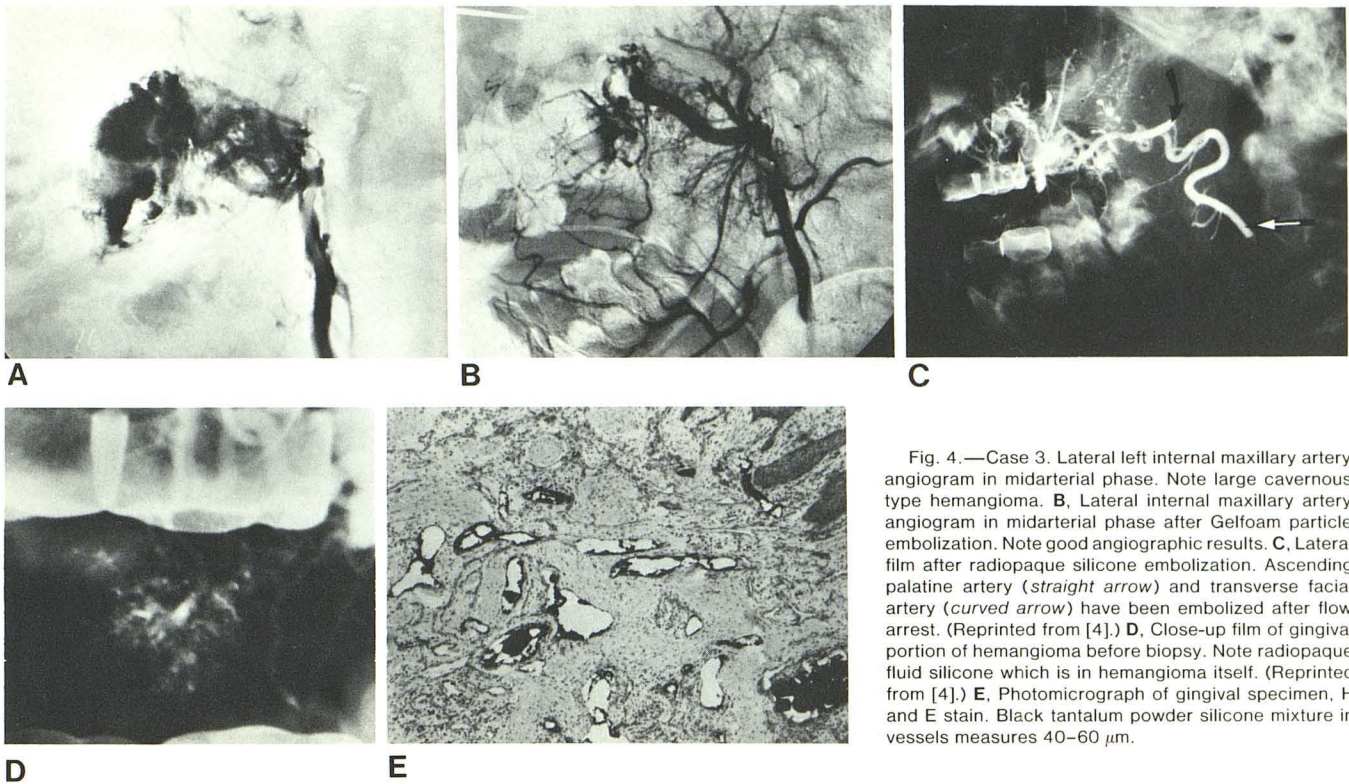 A
B
C
D
E
Fig. 4.—Case 3. Lateral left internal maxillary artery
angiogram in midarterial phase. Note large cavernous
type hemangioma. B, Lateral internal maxillary artery
angiogram in midarterial phase after Gelfoam particle
embolization. Note good angiographic results. C, Latera
film after radiopaque silicone embolization. Ascending
palatine artery (straight arrow) and transverse facia
artery (curved arrow) have been embolized after flow
arrest. (Reprinted from [4].) D, Close-up film of gingiva
portion of hemangioma before biopsy. Note radiopaque
fluid silicone which is in hemangioma itself. (Reprinted
from [4].) E, Photomicrograph of gingival specimen, H
and E stain. Black tantalum powder silicone mixture in
vessels measures 40–60 μm.